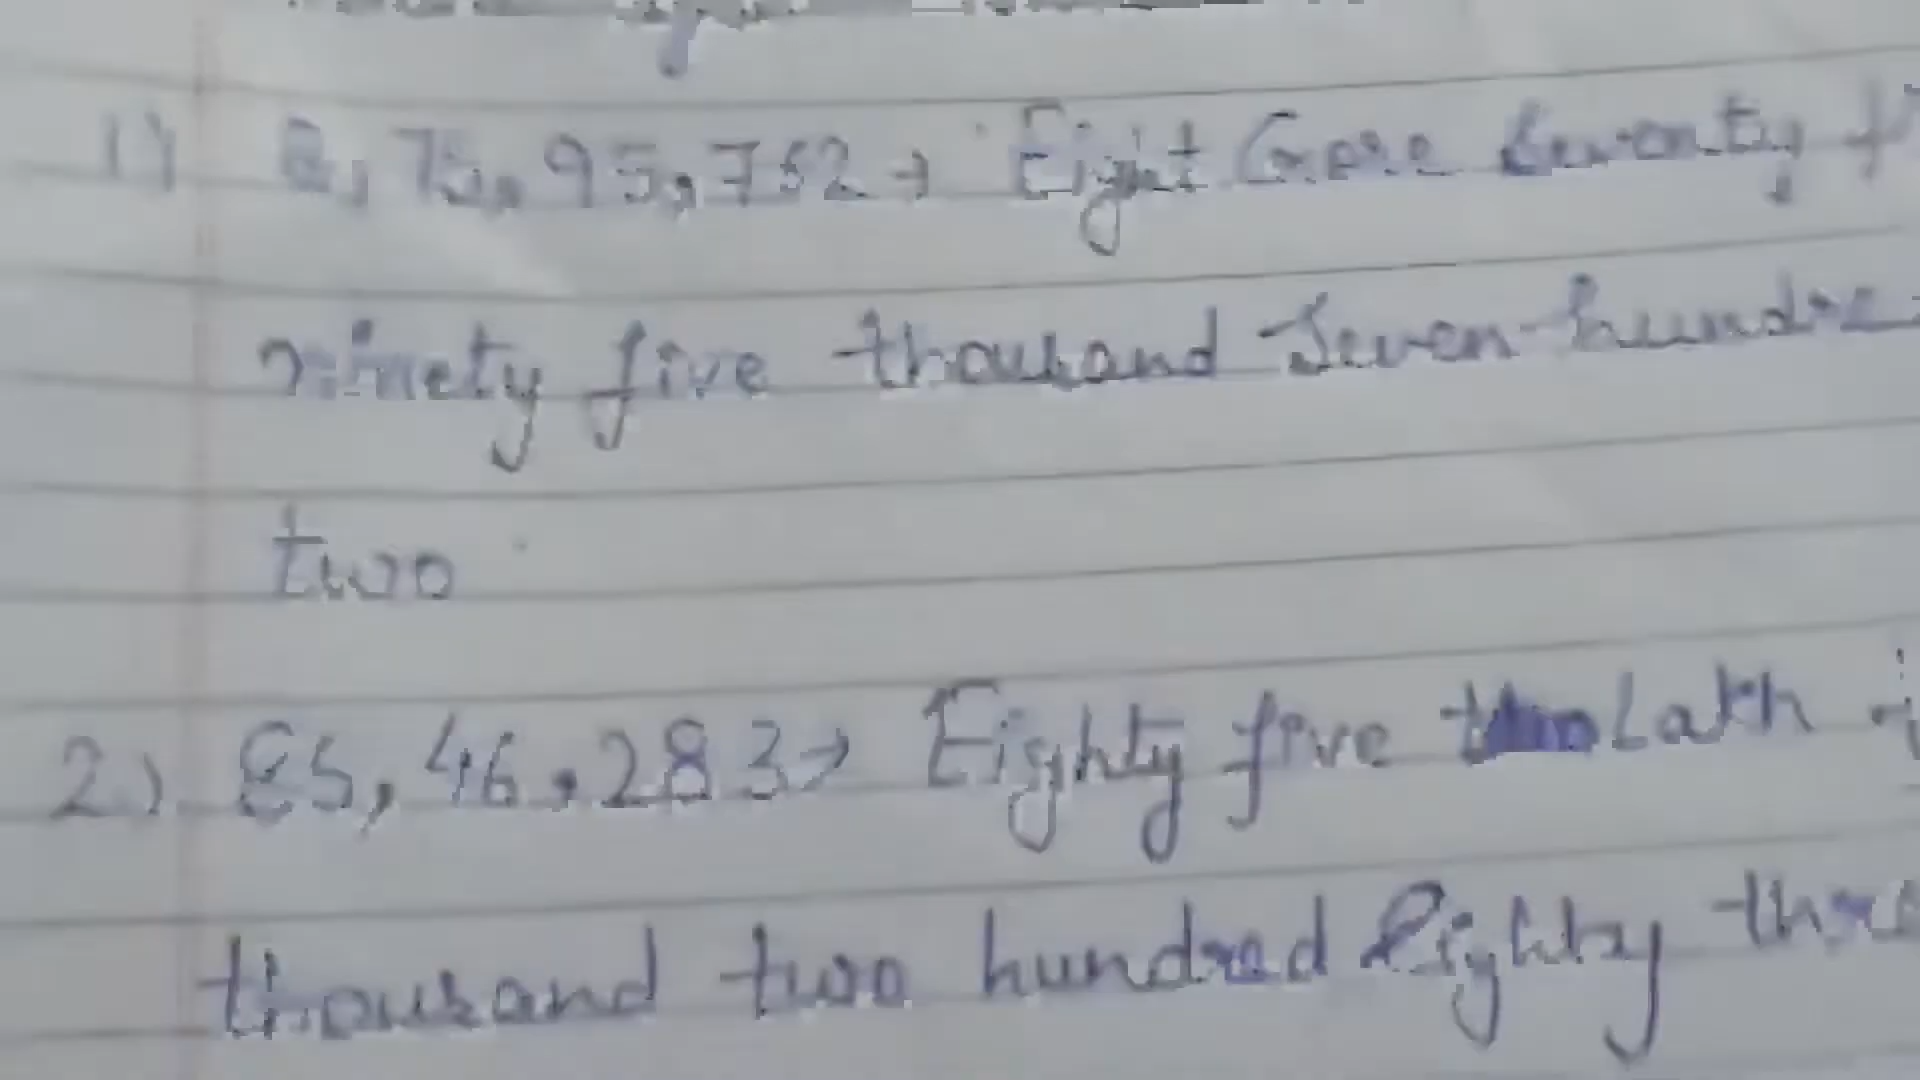 1) 8,75,95,752 → Eight Crore Seventy
ninety five thousand Seven hundre
two
2) 85,46,283 → Eighty five Lakh
thousand two hundred Eighty thre